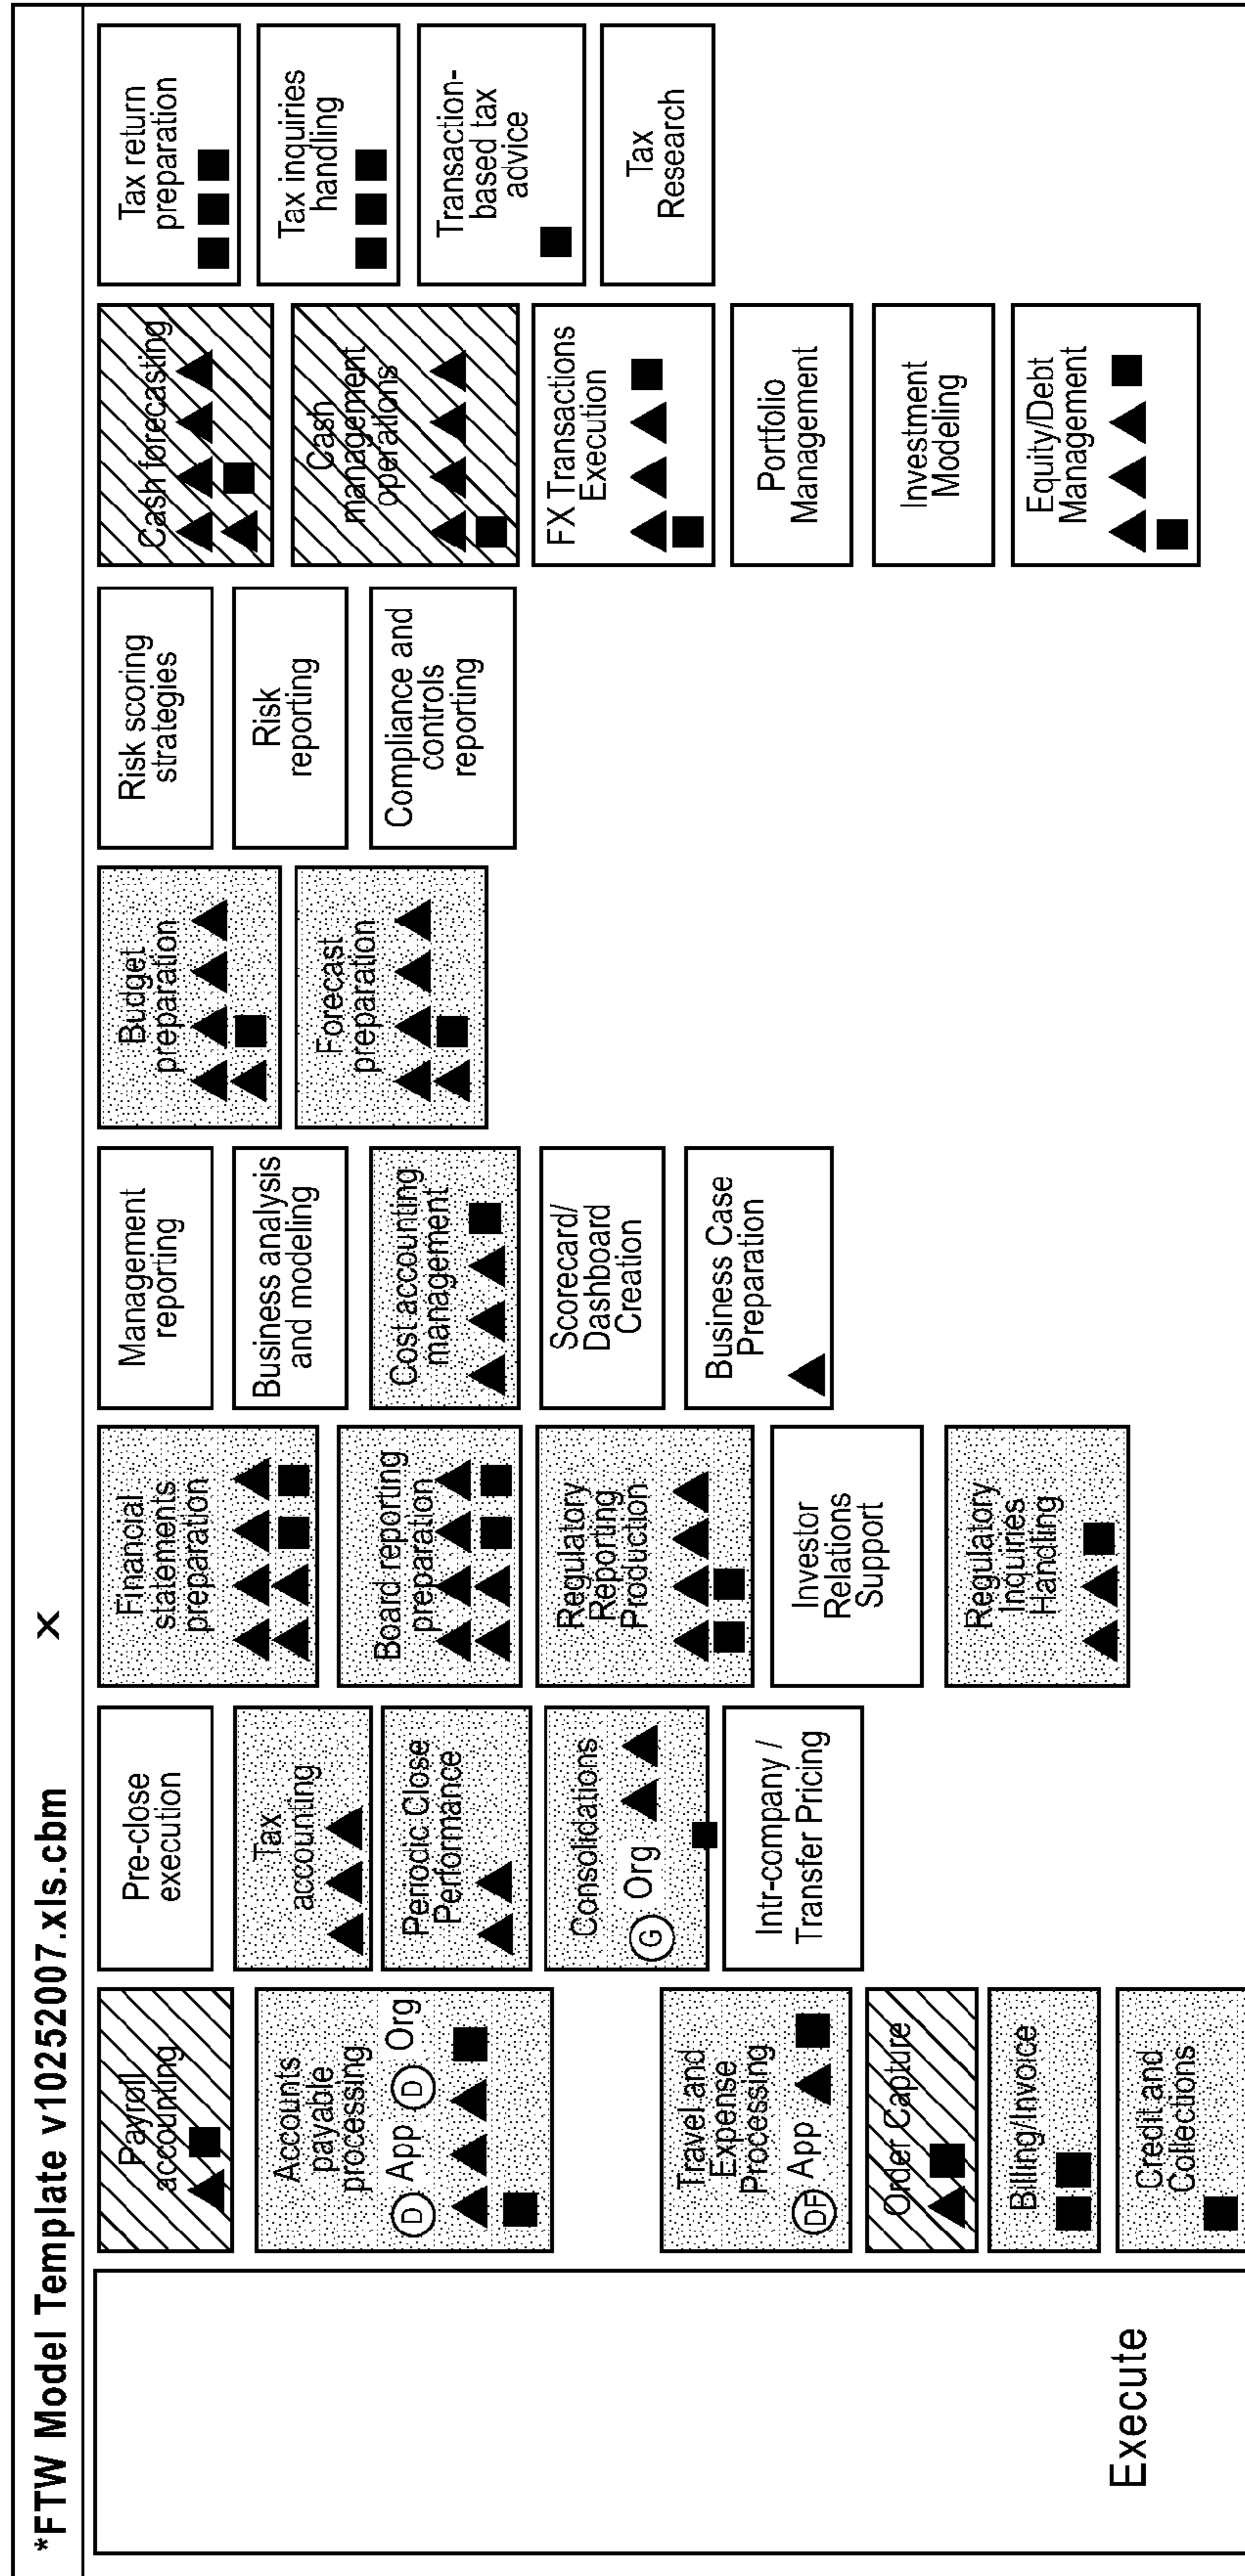 *FTW Model Template v10252007.xls.cbm X
Execute
Payroll
accounting
Accounts
payable
processing
D App D Org
Travel and
Expense
Processing
DF App
Order Capture
Billing/Invoice
Credit and
Collections
Pre-close
execution
Tax
accounting
Periodic Close
Performance
Consolidations
G Org
Intr-company /
Transfer Pricing
Financial
statements
preparation
Board reporting
preparation
Regulatory
Reporting
Production
Investor
Relations
Support
Regulatory
Inquines
Handling
Management
reporting
Business analysis
and modeling
Cost accounting
management
Scorecard/
Dashboard
Creation
Business Case
Preparation
Budget
preparation
Forecast
preparation
Risk scoring
strategies
Risk
reporting
Compliance and
controls
reporting
Cash forecasting
Cash
management
operations
FX Transactions
Execution
Portfolio
Management
Investment
Modeling
Equity/Debt
Management
Tax return
preparation
Tax inquiries
handling
Transaction-
based tax
advice
Tax
Research